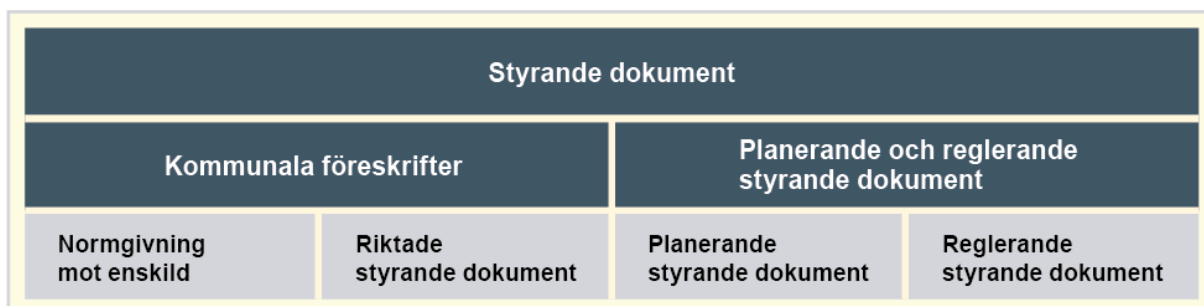 Styrande dokument
Kommunala föreskrifter
Planerande och reglerande
styrande dokument
Normgivning
mot enskild
Riktade
styrande dokument
Planerande
styrande dokument
Reglerande
styrande dokument